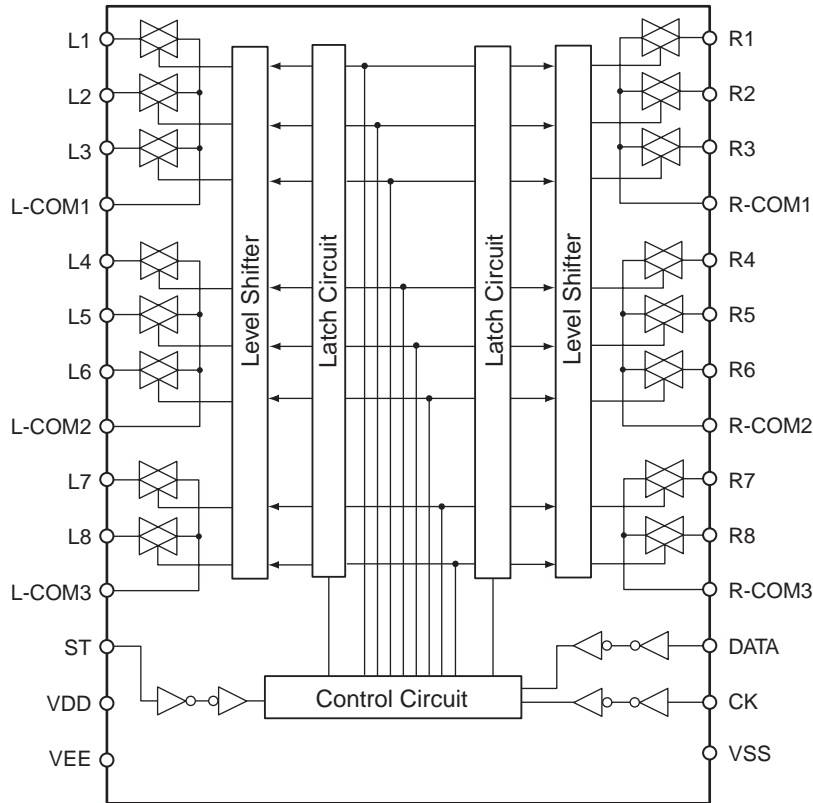 L1
L2
L3
L-COM1
L4
L5
L6
L-COM2
L7
L8
L-COM3
ST
VDD
VEE
Level Shifter
Latch Circuit
Latch Circuit
Level Shifter
Control Circuit
R1
R2
R3
R-COM1
R4
R5
R6
R-COM2
R7
R8
R-COM3
DATA
CK
VSS